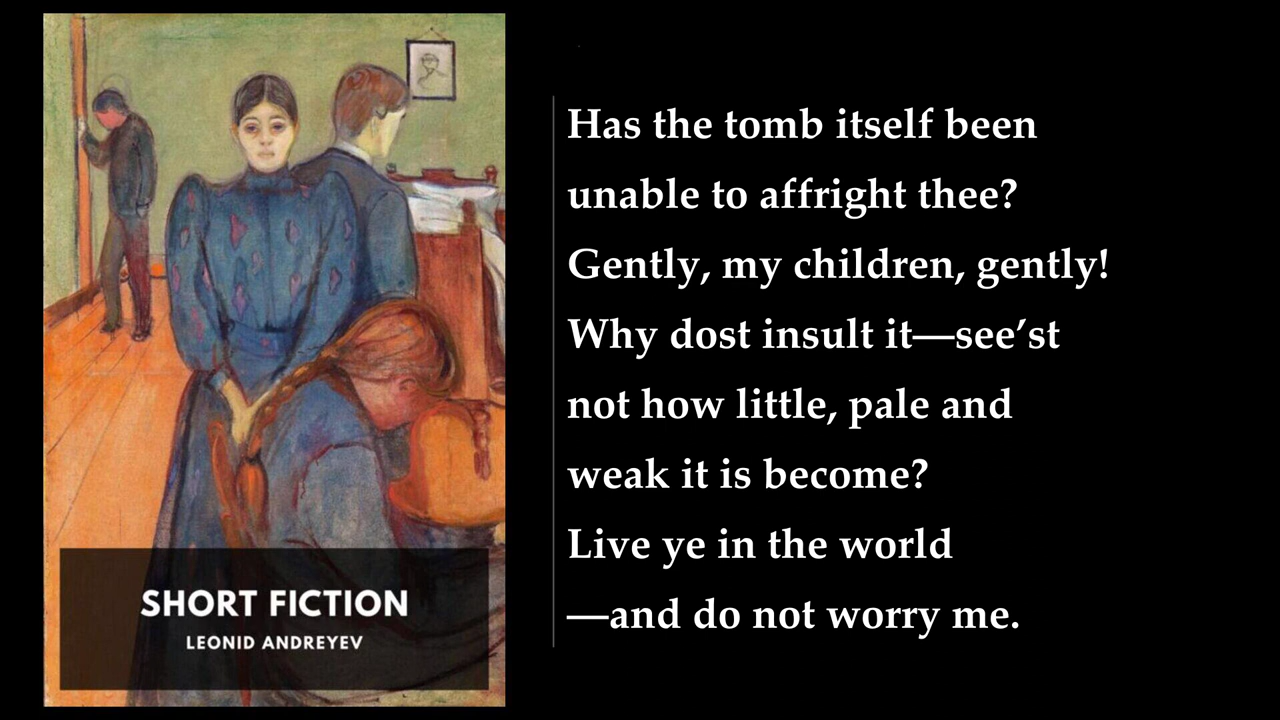 SHORT FICTION
LEONID ANDREYEV
Has the tomb itself been
unable to affright thee?
Gently, my children, gently!
Why dost insult it—see’st
not how little, pale and
weak it is become?
Live ye in the world
—and do not worry me.